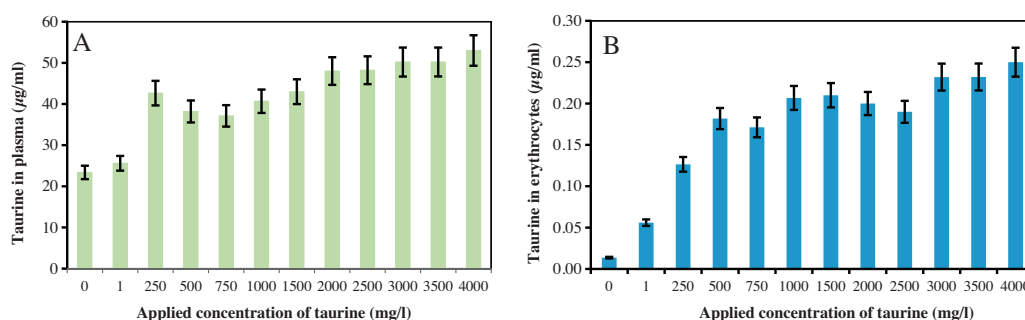 A
Taurine in plasma (µg/ml)
60
50
40
30
20
10
0
0 1 250 500 750 1000 1500 2000 2500 3000 3500 4000
Applied concentration of taurine (mg/l)
B
Taurine in erythrocytes (µg/ml)
0.30
0.25
0.20
0.15
0.10
0.05
0.00
0 1 250 500 750 1000 1500 2000 2500 3000 3500 4000
Applied concentration of taurine (mg/l)